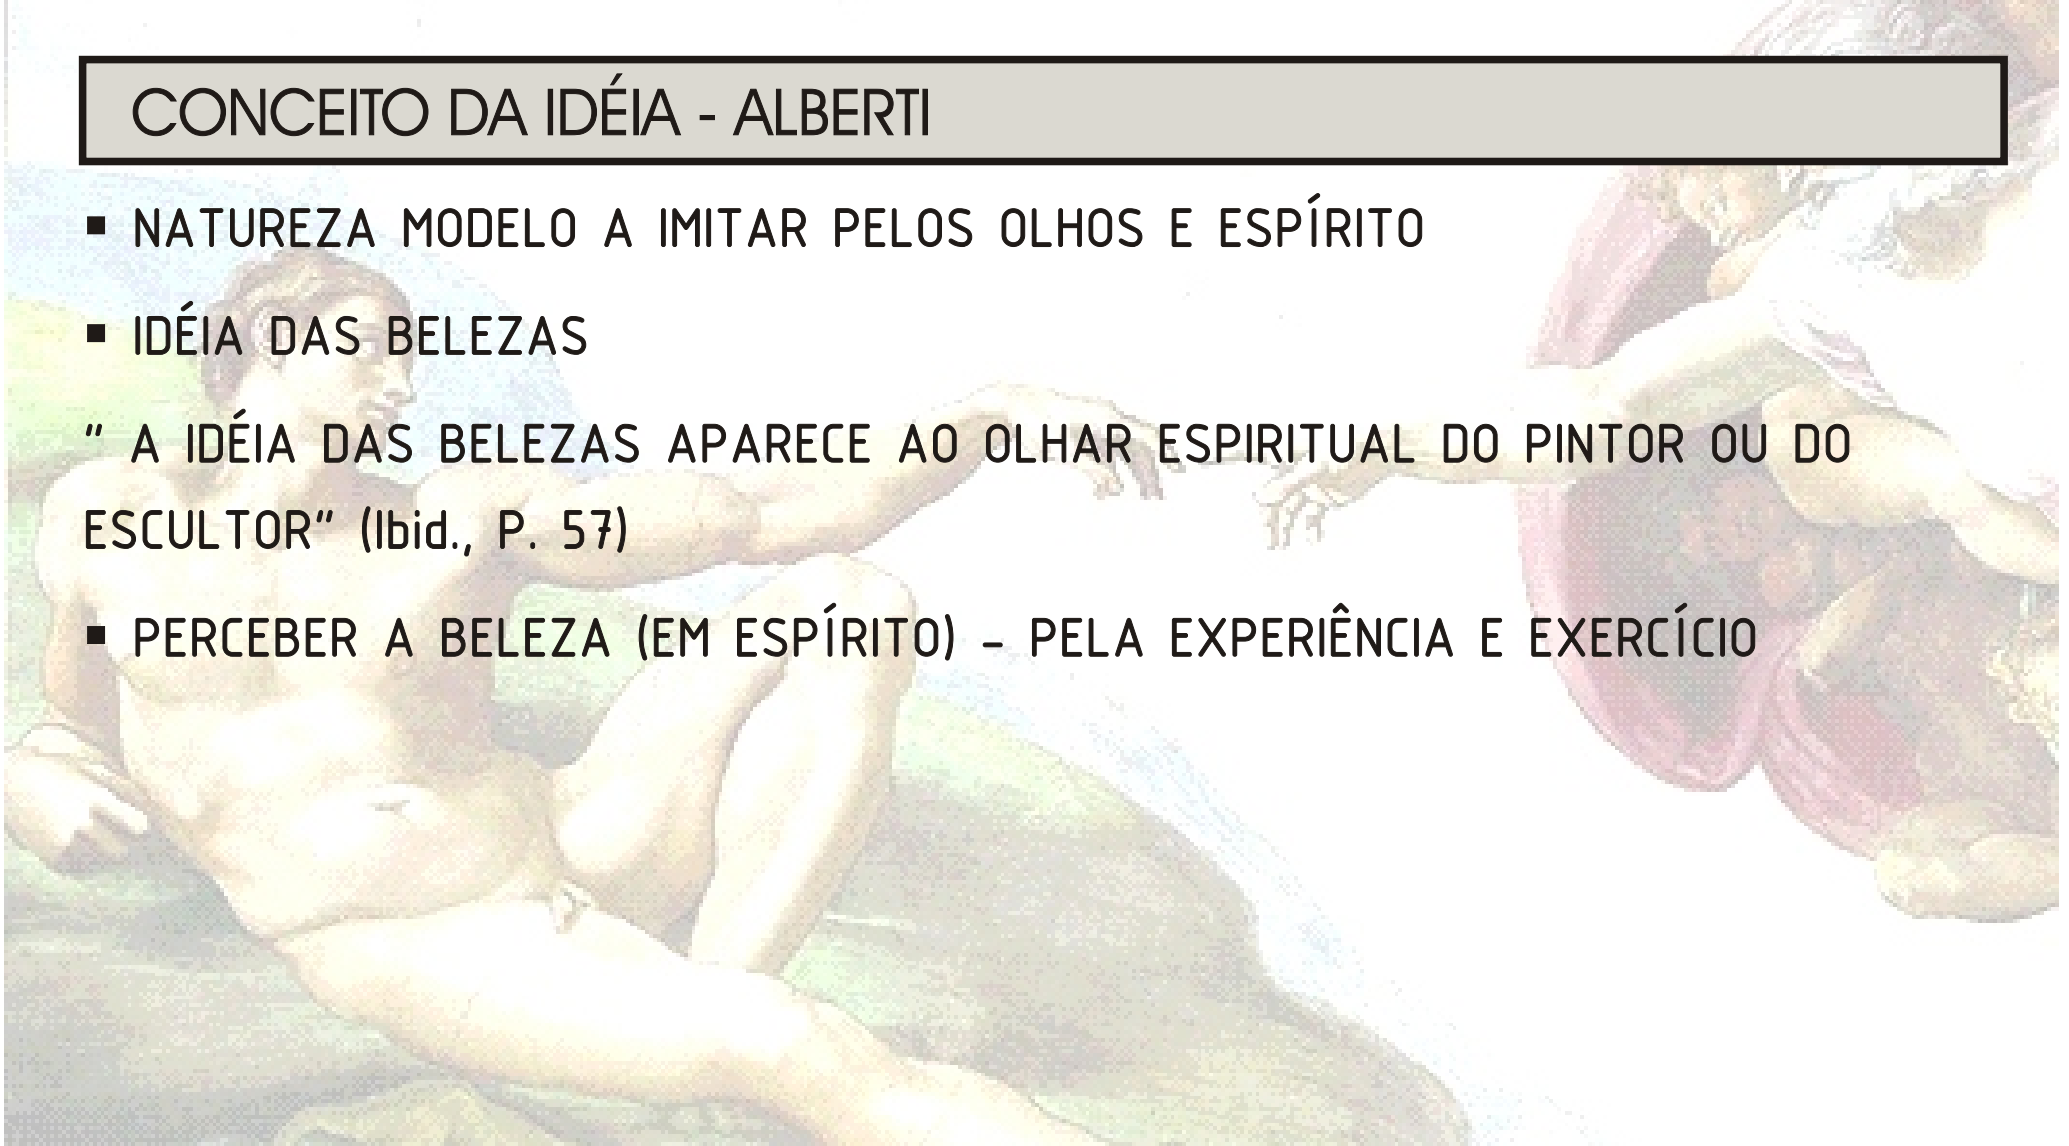 CONCEITO DA IDÉIA - ALBERTI
▪ NATUREZA MODELO A IMITAR PELOS OLHOS E ESPÍRITO
▪ IDÉIA DAS BELEZAS
" A IDÉIA DAS BELEZAS APARECE AO OLHAR ESPIRITUAL DO PINTOR OU DO
ESCULTOR" (Ibid., P. 57)
▪ PERCEBER A BELEZA (EM ESPÍRITO) – PELA EXPERIÊNCIA E EXERCÍCIO